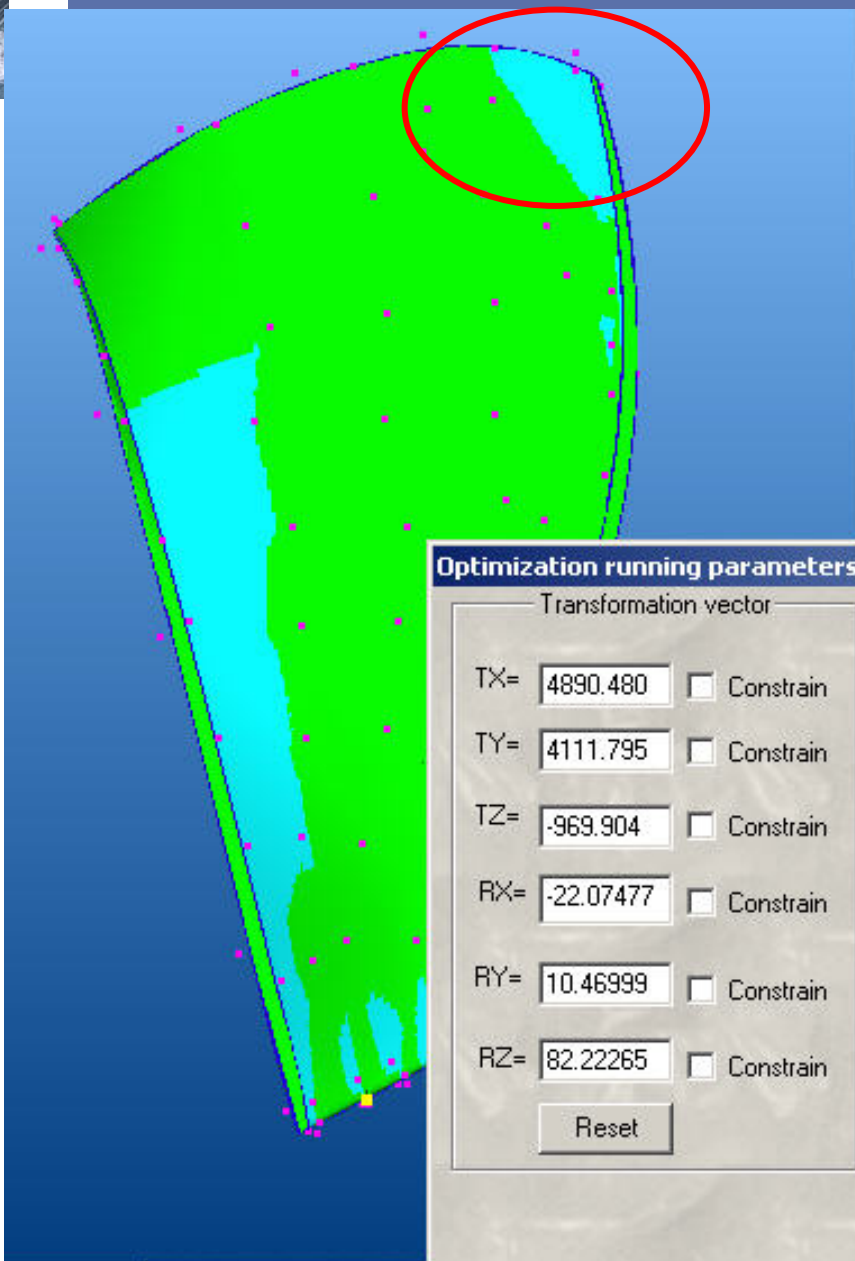 Optimization running parameters
Transformation vector
TX= 4890.480 Constrain
TY= 4111.795 Constrain
TZ= -969.904 Constrain
RX= -22.07477 Constrain
RY= 10.46999 Constrain
RZ= 82.22265 Constrain
Reset